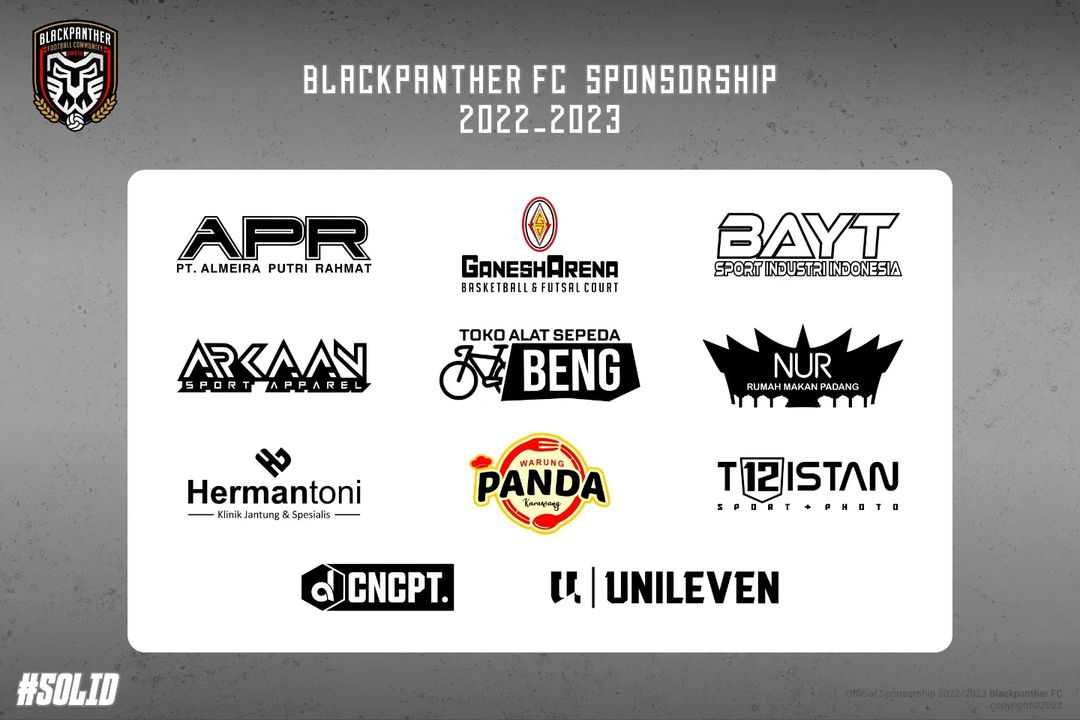 BLACKPANTHER
FOOTBALL COMMUNITY
BLACKPANTHER FC SPONSORSHIP
2022-2023
APR
PT. ALMEIRA PUTRI RAHMAT
GANESHARENA
BASKETBALL & FUTSAL COURT
BAYT
SPORT INDUSTRI INDONESIA
ARKAAN
SPORT APPAREL
TOKO ALAT SEPEDA
BENG
NUR
RUMAH MAKAN PADANG
Hermantoni
Klinik Jantung & Spesialis
WARUNG
PANDA
Karawang
T12ISTAN
SPORT + PHOTO
d CNCPT.
U | UNILEVEN
#SOLID
Official Sponsorship 2022/2023 Blackpanther FC
copyright©2022